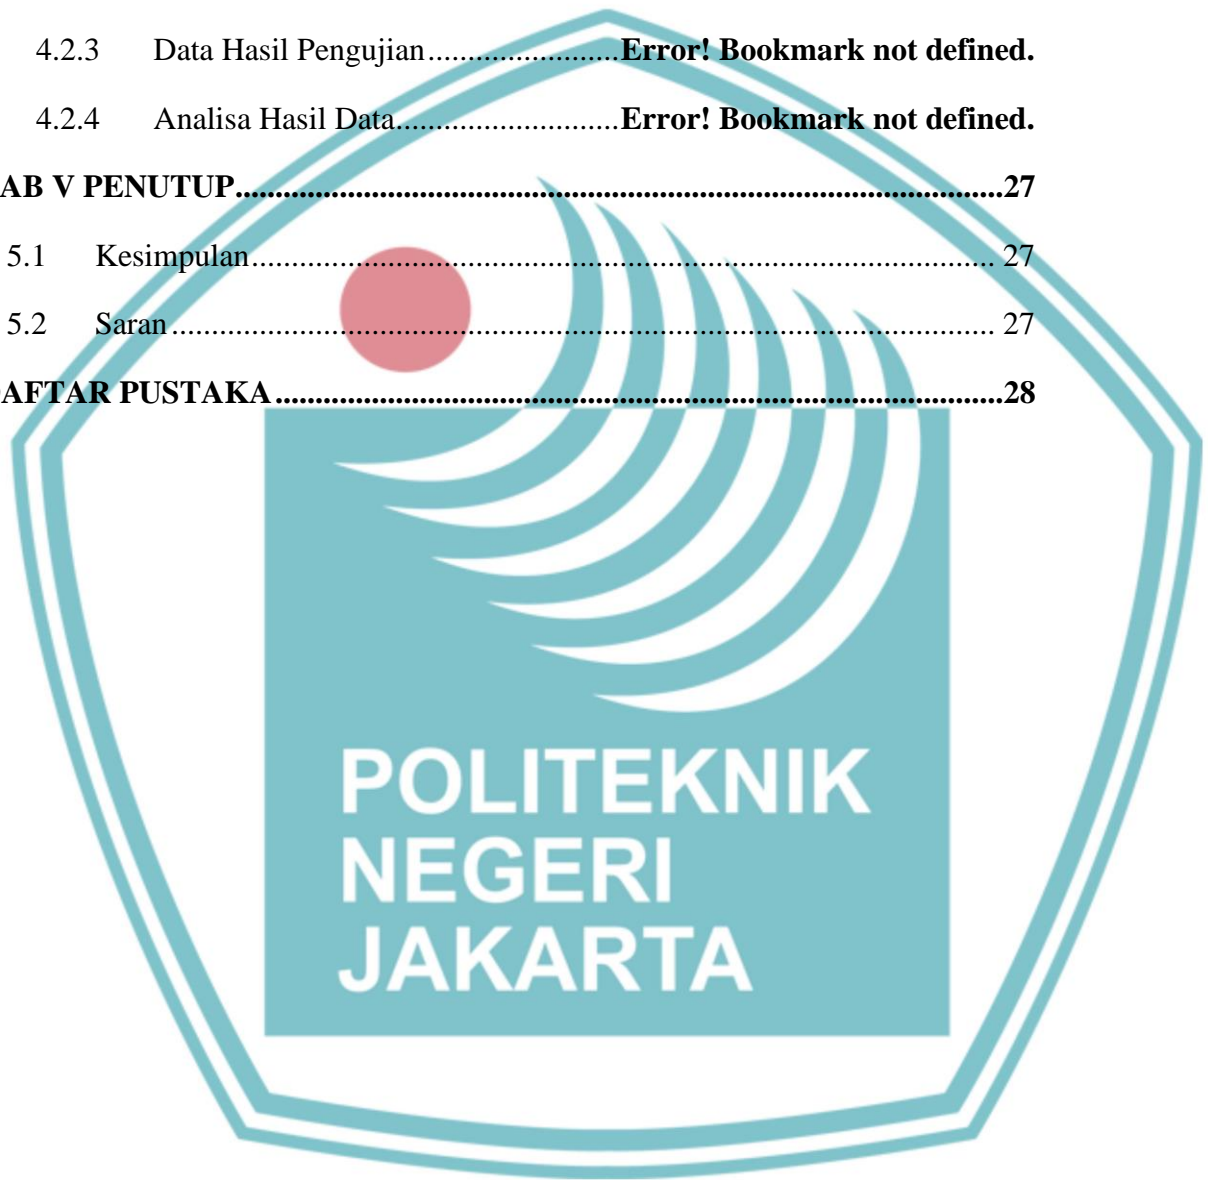 4.2.3 Data Hasil Pengujian........................Error! Bookmark not defined.
4.2.4 Analisa Hasil Data............................Error! Bookmark not defined.
AB V PENUTUP................................................................................................27
5.1 Kesimpulan............................................................................................. 27
5.2 Saran....................................................................................................... 27
AFTAR PUSTAKA...........................................................................................28
POLITEKNIK
NEGERI
JAKARTA